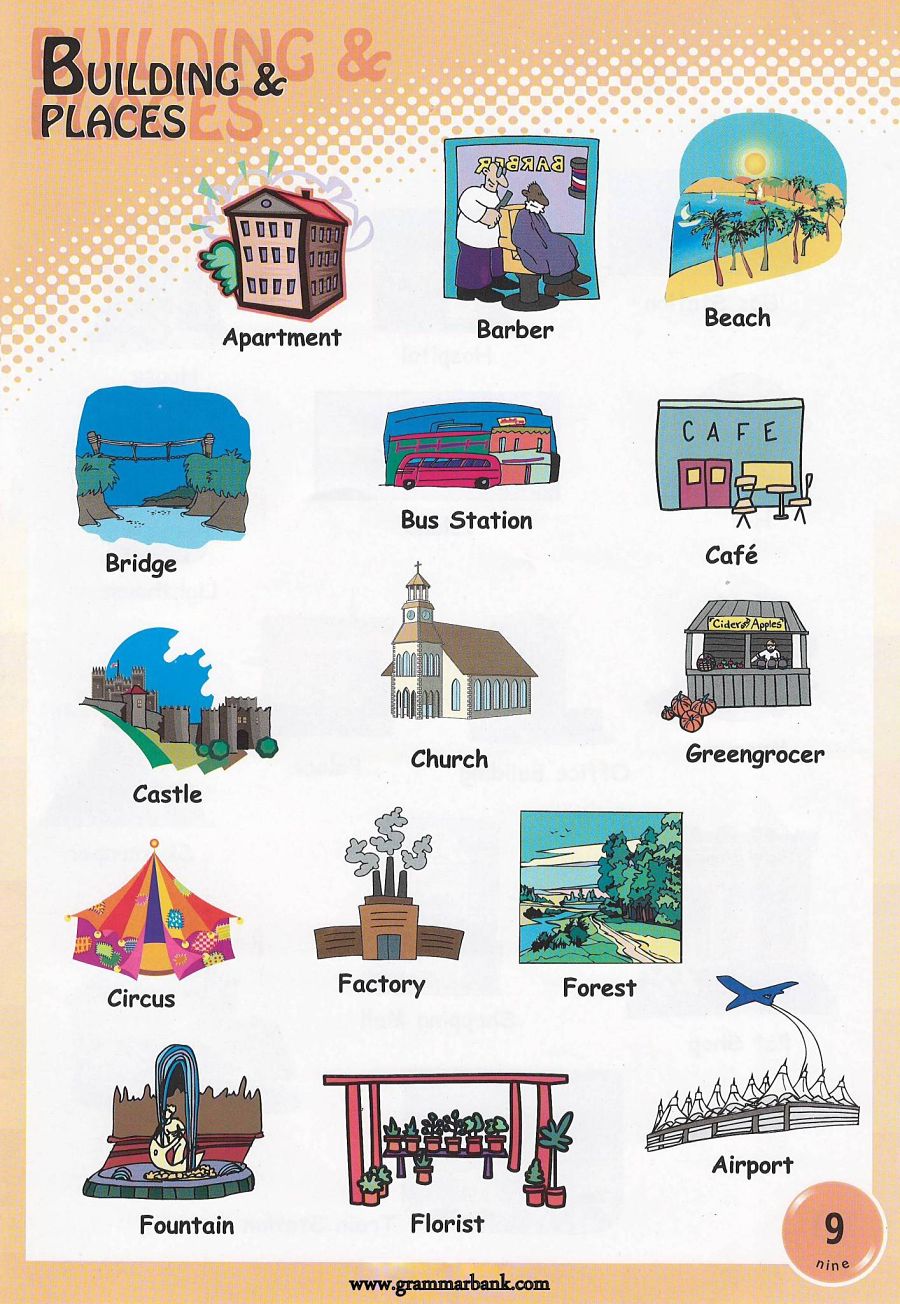 BUILDING &
PLACES
BARBER
Apartment
Barber
Beach
CAFE
Bridge
Bus Station
Café
Cider and Apples
Castle
Church
Greengrocer
Circus
Factory
Forest
Fountain
Florist
Airport
9
nine
www.grammarbank.com